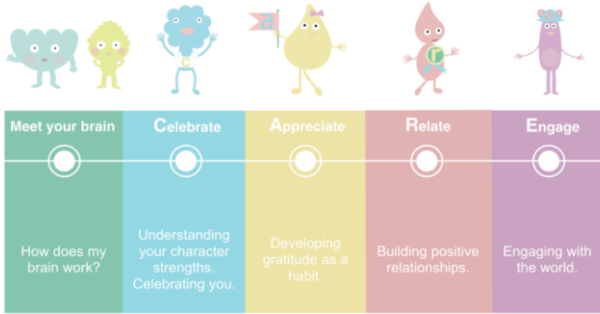 c
a
r
Meet your brain
Celebrate
Appreciate
Relate
Engage
How does my
brain work?
Understanding
your character
strengths.
Celebrating you.
Developing
gratitude as a
habit.
Building positive
relationships.
Engaging with
the world.